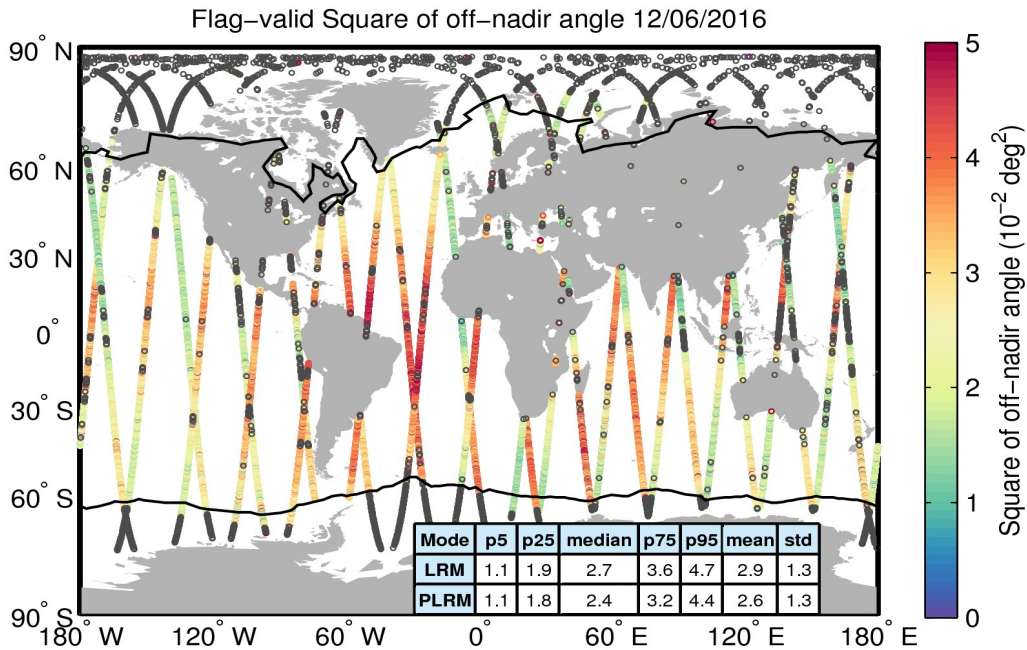 Flag−valid Square of off−nadir angle 12/06/2016
90° N
60° N
30° N
0°
30° S
60° S
90° S
180° W
120° W
60° W
0°
60° E
120° E
180° E
Mode p5 p25 median p75 p95 mean std
LRM 1.1 1.9 2.7 3.6 4.7 2.9 1.3
PLRM 1.1 1.8 2.4 3.2 4.4 2.6 1.3
5
4
3
2
1
0
Square of off−nadir angle (10⁻² deg²)